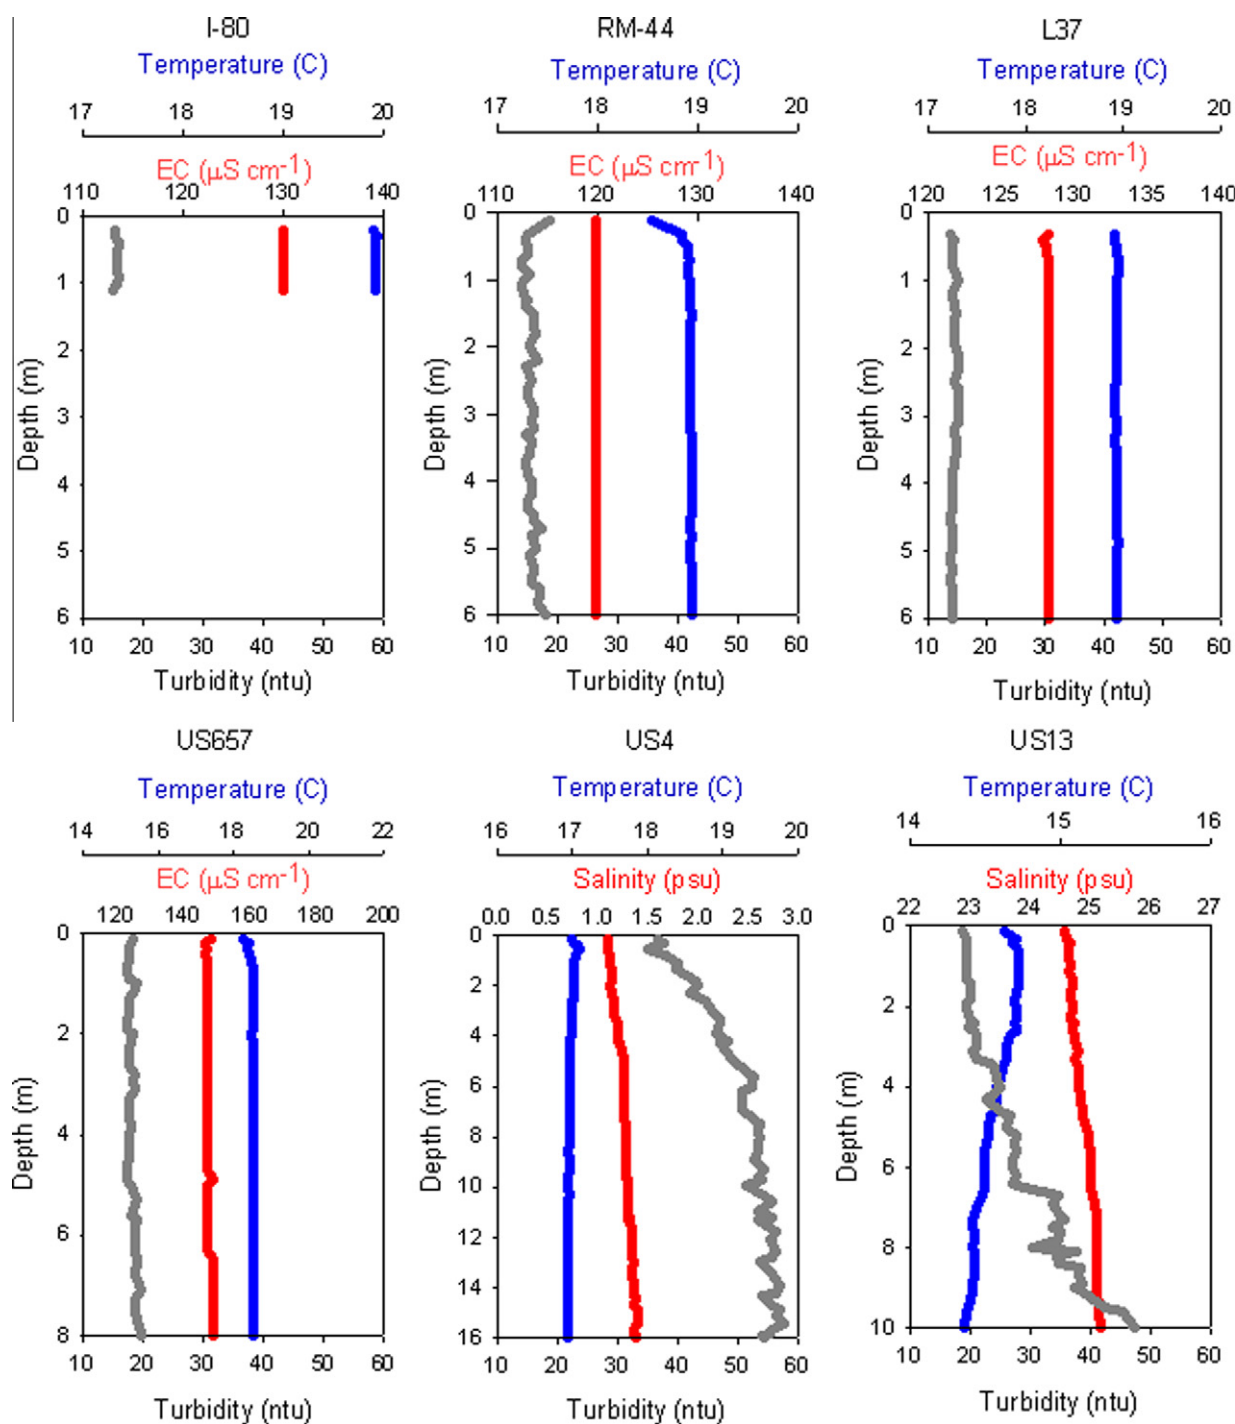 I-80
Temperature (C)
17 18 19 20
EC (μS cm-1)
110 120 130 140
0
1
2
3
4
5
6
Depth (m)
10 20 30 40 50 60
Turbidity (ntu)
RM-44
Temperature (C)
17 18 19 20
EC (μS cm-1)
110 120 130 140
0
1
2
3
4
5
6
Depth (m)
10 20 30 40 50 60
Turbidity (ntu)
L37
Temperature (C)
17 18 19 20
EC (μS cm-1)
120 125 130 135 140
0
1
2
3
4
5
6
Depth (m)
10 20 30 40 50 60
Turbidity (ntu)
US657
Temperature (C)
14 16 18 20 22
EC (μS cm-1)
120 140 160 180 200
0
2
4
6
8
Depth (m)
10 20 30 40 50 60
Turbidity (ntu)
US4
Temperature (C)
16 17 18 19 20
Salinity (psu)
0.0 0.5 1.0 1.5 2.0 2.5 3.0
0
2
4
6
8
10
12
14
16
Depth (m)
10 20 30 40 50 60
Turbidity (ntu)
US13
Temperature (C)
14 15 16
Salinity (psu)
22 23 24 25 26 27
0
2
4
6
8
10
Depth (m)
10 20 30 40 50 60
Turbidity (ntu)